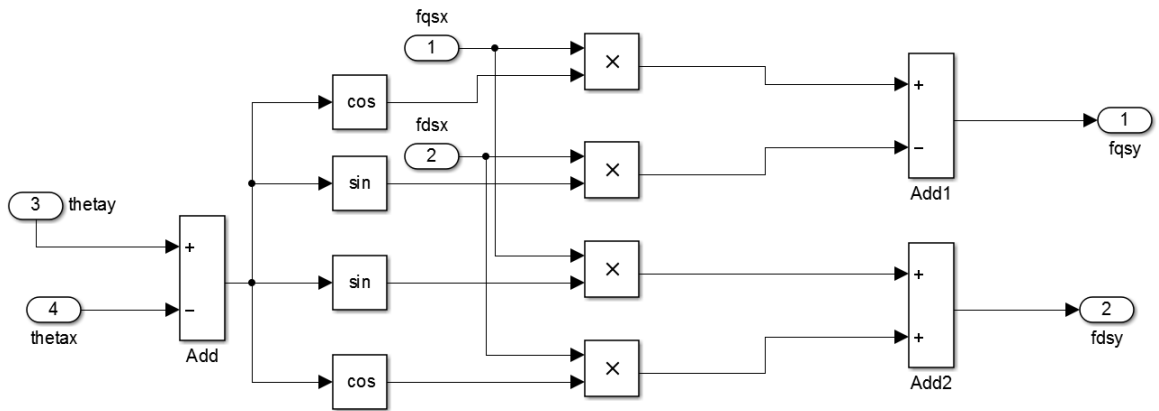 fqsx
1
×
+
cos
fdsx
1
fqsy
2
×
−
sin
Add1
3
thetay
+
×
+
sin
4
−
2
thetax
fdsy
Add
×
+
cos
Add2